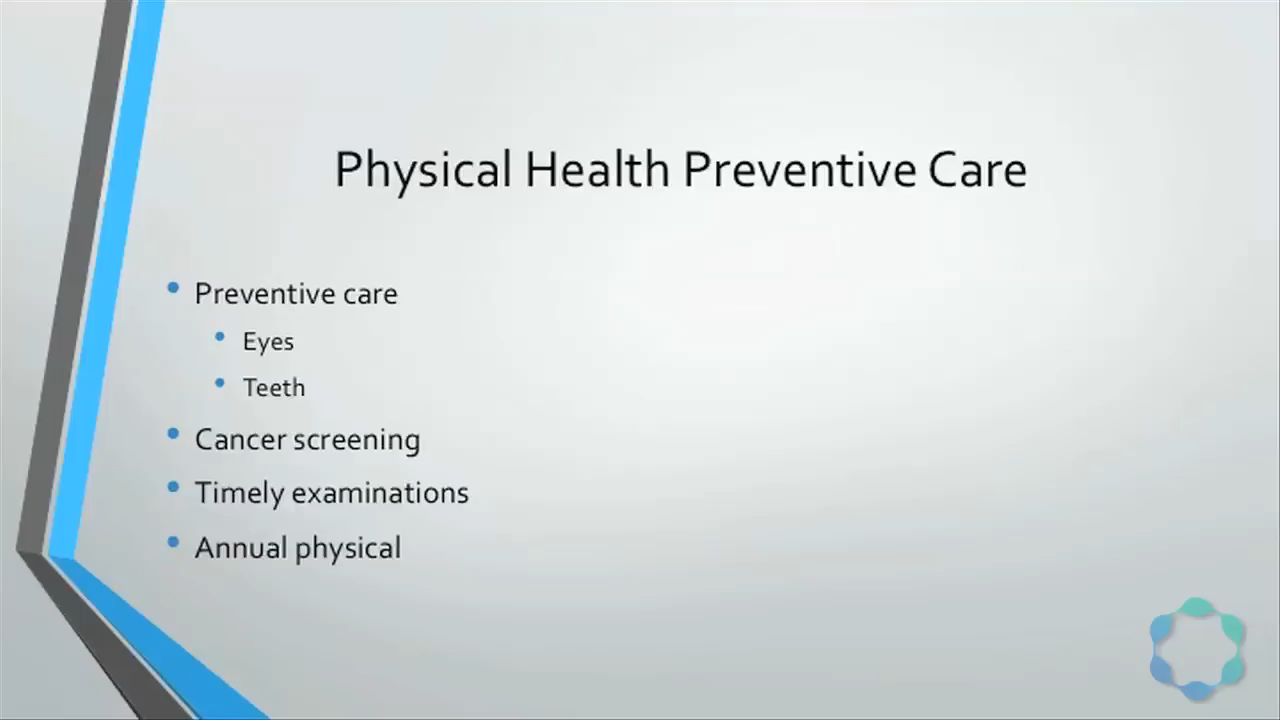 Physical Health Preventive Care
• Preventive care
• Eyes
• Teeth
• Cancer screening
• Timely examinations
• Annual physical